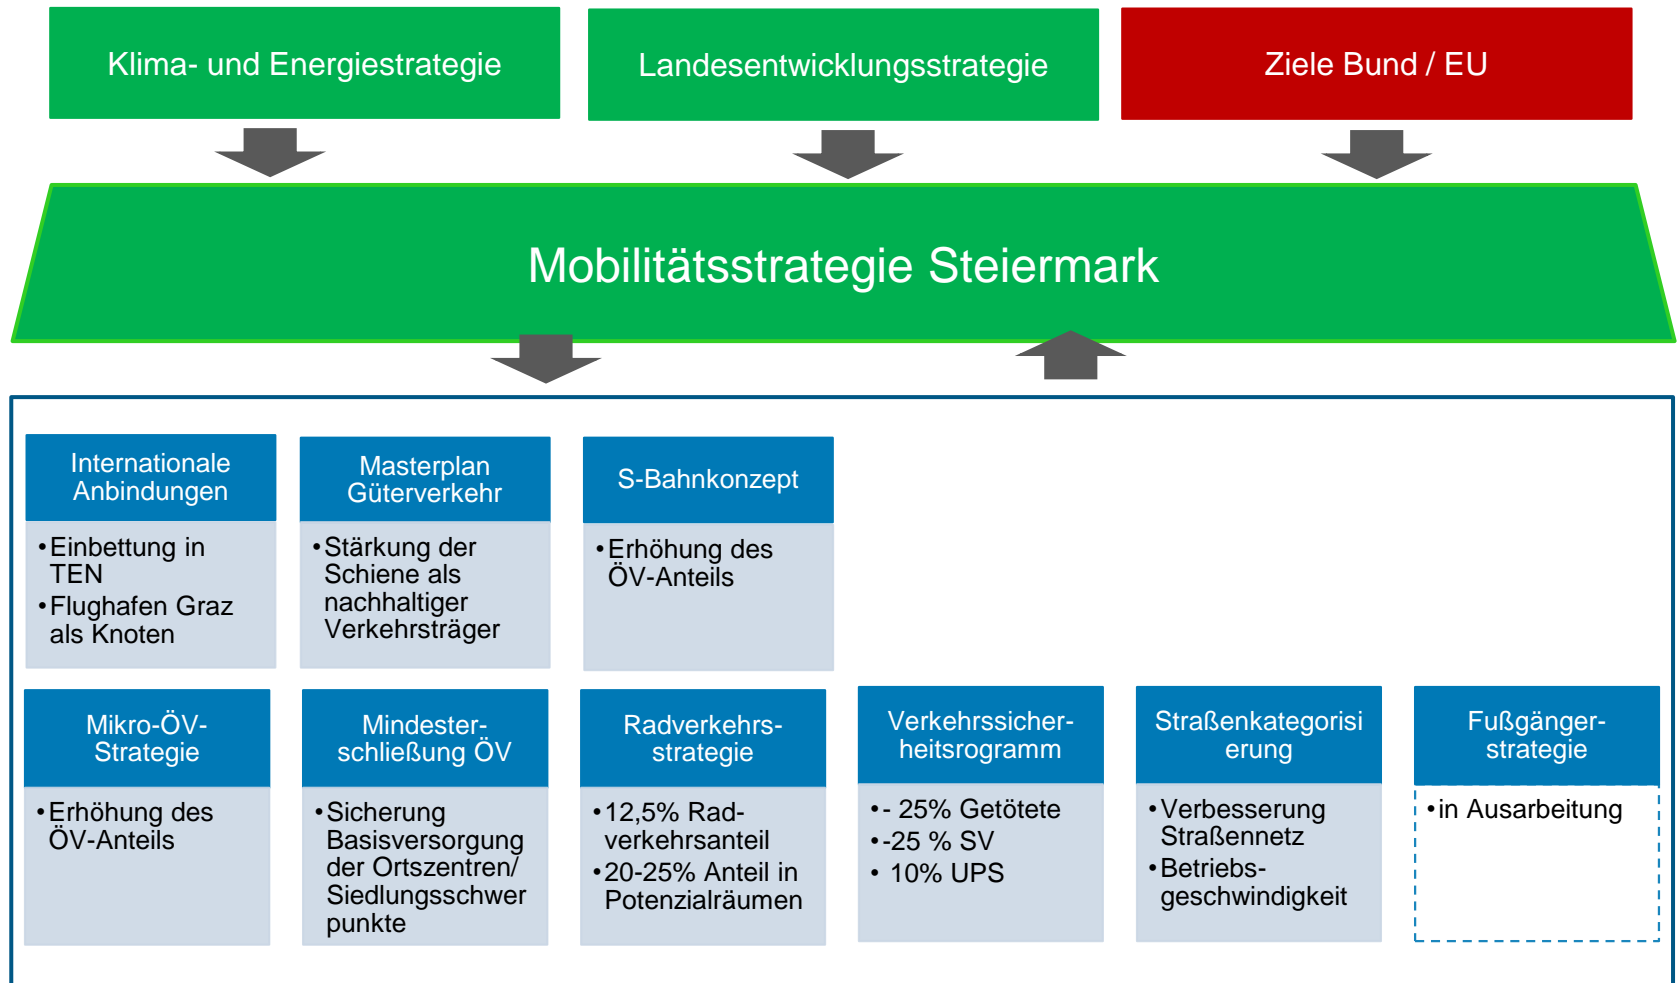 Klima- und Energiestrategie
Landesentwicklungsstrategie
Ziele Bund / EU
Mobilitätsstrategie Steiermark
Internationale
Anbindungen
•Einbettung in
TEN
•Flughafen Graz
als Knoten
Masterplan
Güterverkehr
•Stärkung der
Schiene als
nachhaltiger
Verkehrsträger
S-Bahnkonzept
•Erhöhung des
ÖV-Anteils
Mikro-ÖV-
Strategie
•Erhöhung des
ÖV-Anteils
Mindester-
schließung ÖV
•Sicherung
Basisversorgung
der Ortszentren/
Siedlungsschwer
punkte
Radverkehrs-
strategie
•12,5% Rad-
verkehrsanteil
•20-25% Anteil in
Potenzialräumen
Verkehrssicher-
heitsrogramm
•- 25% Getötete
•-25 % SV
• 10% UPS
Straßenkategorisi
erung
•Verbesserung
Straßennetz
•Betriebs-
geschwindigkeit
Fußgänger-
strategie
•in Ausarbeitung